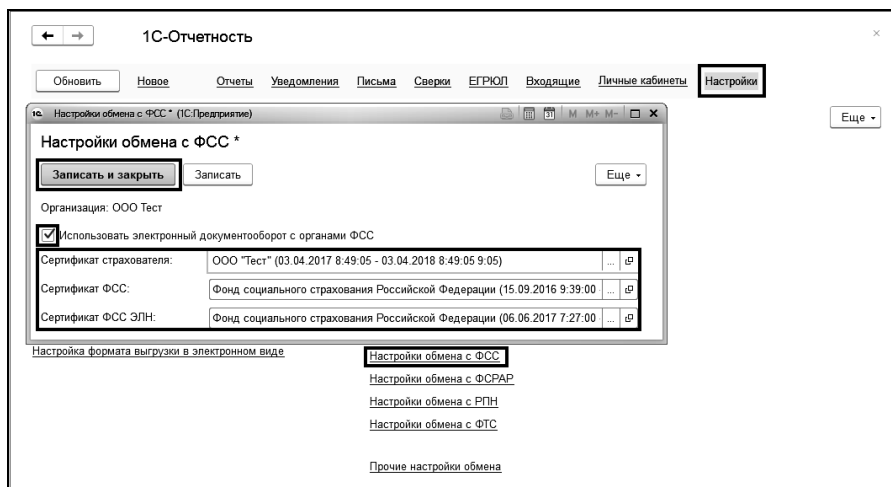 1С-Отчетность
Обновить Новое Отчеты Уведомления Письма Сверки ЕГРЮЛ Входящие Личные кабинеты Настройки
Настройки обмена с ФСС * (1С:Предприятие) 31 M M+ M-
Еще
Настройки обмена с ФСС *
Записать и закрыть Записать Еще
Организация: ООО Тест
Использовать электронный документооборот с органами ФСС
Сертификат страхователя: ООО "Тест" (03.04.2017 8:49:05 - 03.04.2018 8:49:05 9:05) ...
Сертификат ФСС: Фонд социального страхования Российской Федерации (15.09.2016 9:39:00 ...
Сертификат ФСС ЭЛН: Фонд социального страхования Российской Федерации (06.06.2017 7:27:00 - ...
Настройка формата выгрузки в электронном виде Настройки обмена с ФСС
Настройки обмена с ФСРАР
Настройки обмена с РПН
Настройки обмена с ФТС
Прочие настройки обмена